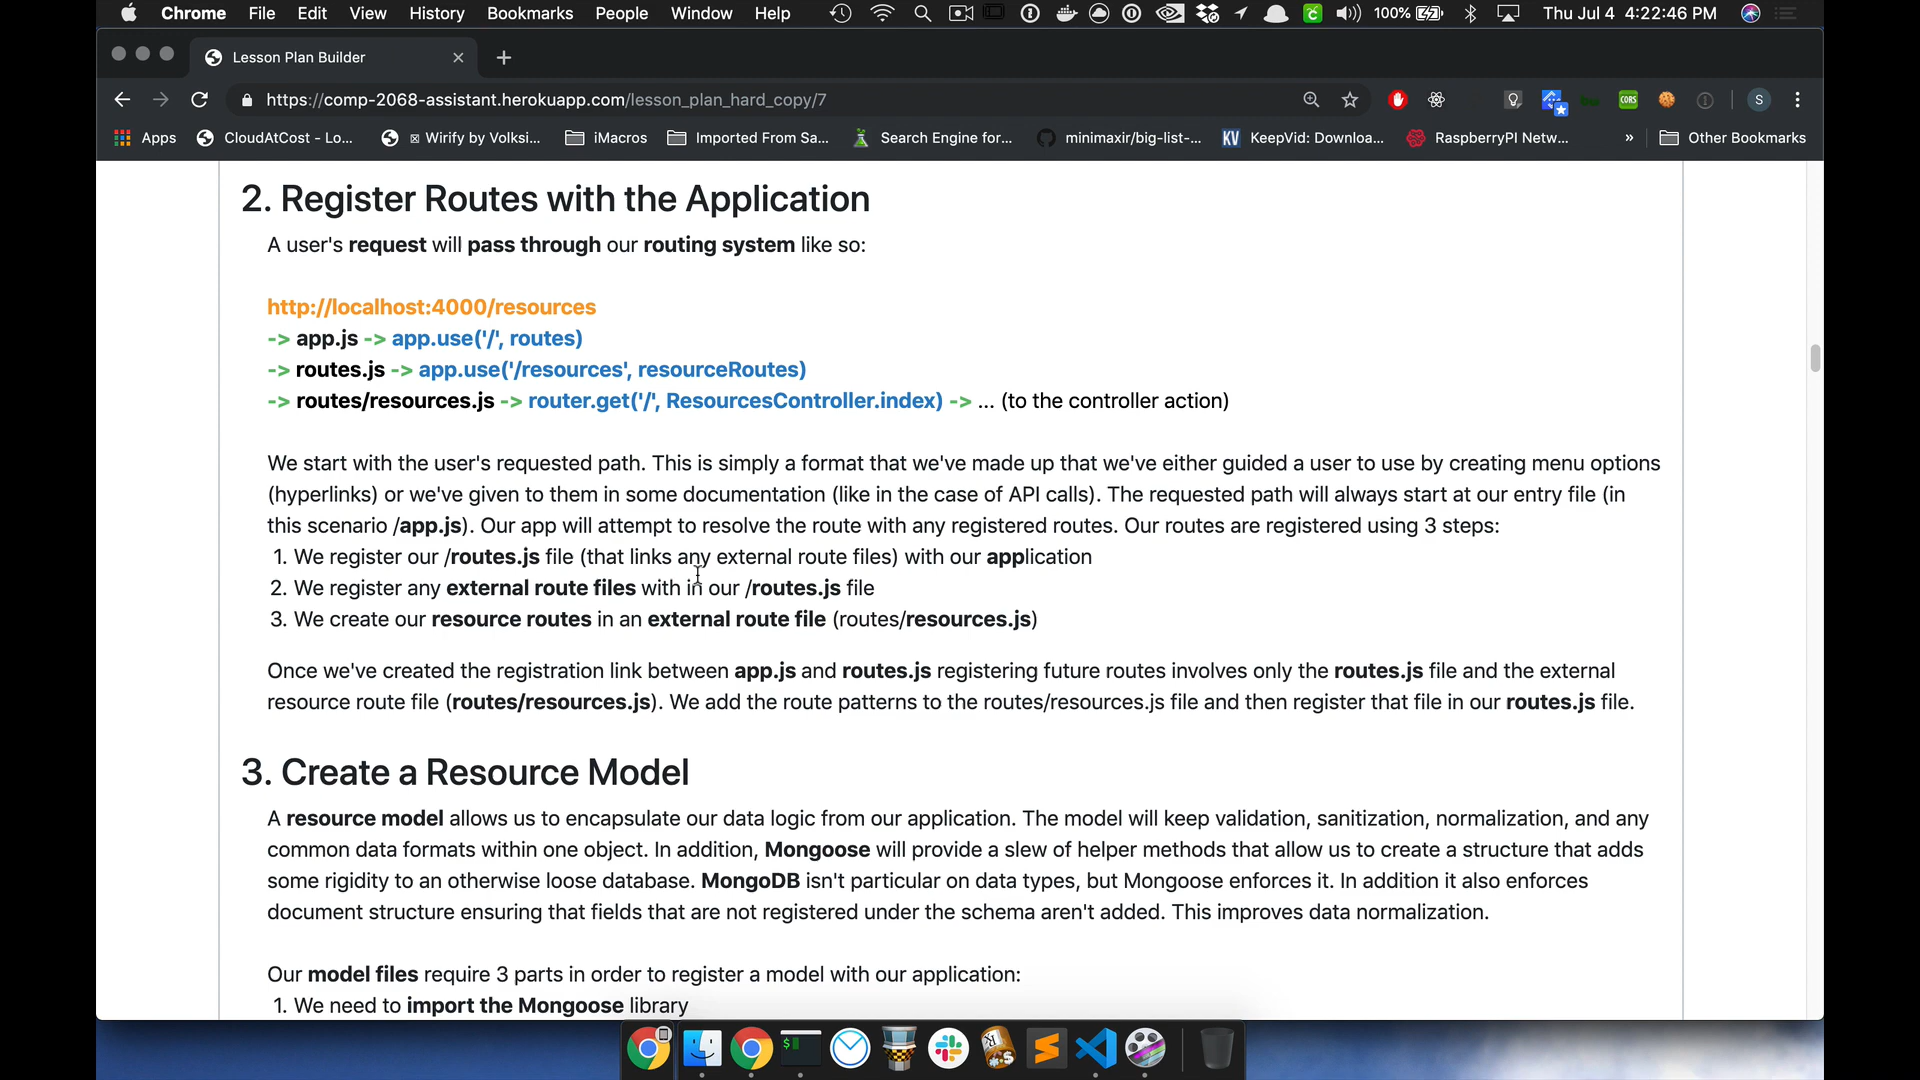 Chrome File Edit View History Bookmarks People Window Help 100% Thu Jul 4 4:22:46 PM
Lesson Plan Builder
https://comp-2068-assistant.herokuapp.com/lesson_plan_hard_copy/7
CORS
S
Apps CloudAtCost - Lo... Wirify by Volksi... iMacros Imported From Sa... Search Engine for... minimaxir/big-list-... KV KeepVid: Downloa... RaspberryPI Netw... » Other Bookmarks
2. Register Routes with the Application
A user's request will pass through our routing system like so:
http://localhost:4000/resources
-> app.js -> app.use('/', routes)
-> routes.js -> app.use('/resources', resourceRoutes)
-> routes/resources.js -> router.get('/', ResourcesController.index) -> ... (to the controller action)
We start with the user's requested path. This is simply a format that we've made up that we've either guided a user to use by creating menu options
(hyperlinks) or we've given to them in some documentation (like in the case of API calls). The requested path will always start at our entry file (in
this scenario /app.js). Our app will attempt to resolve the route with any registered routes. Our routes are registered using 3 steps:
1. We register our /routes.js file (that links any external route files) with our application
2. We register any external route files with in our /routes.js file
3. We create our resource routes in an external route file (routes/resources.js)
Once we've created the registration link between app.js and routes.js registering future routes involves only the routes.js file and the external
resource route file (routes/resources.js). We add the route patterns to the routes/resources.js file and then register that file in our routes.js file.
3. Create a Resource Model
A resource model allows us to encapsulate our data logic from our application. The model will keep validation, sanitization, normalization, and any
common data formats within one object. In addition, Mongoose will provide a slew of helper methods that allow us to create a structure that adds
some rigidity to an otherwise loose database. MongoDB isn't particular on data types, but Mongoose enforces it. In addition it also enforces
document structure ensuring that fields that are not registered under the schema aren't added. This improves data normalization.
Our model files require 3 parts in order to register a model with our application:
1. We need to import the Mongoose library